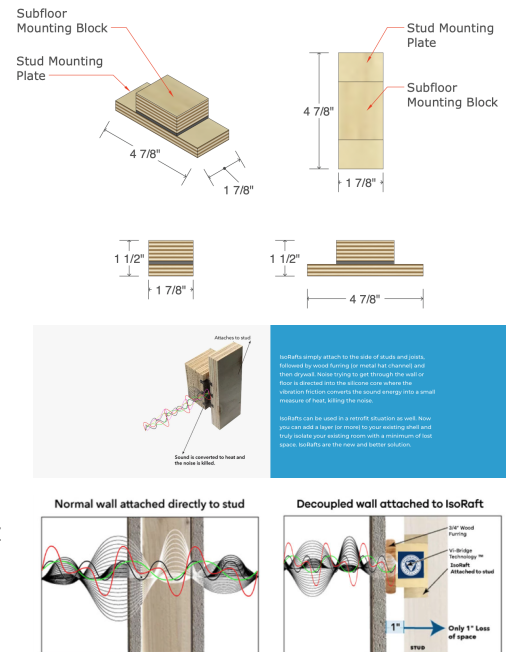 Subfloor
Mounting Block
Stud Mounting
Plate
4 7/8"
1 7/8"
Stud Mounting
Plate
Subfloor
Mounting Block
4 7/8"
1 7/8"
1 1/2"
1 7/8"
1 1/2"
4 7/8"
Attaches to stud
Sound is converted to heat and
the noise is killed.
IsoRafts simply attach to the side of studs and joists,
followed by wood furring (or metal hat channel) and
then drywall. Noise trying to get through the wall or
floor is directed into the silicone core where the
vibration friction converts the sound energy into a small
measure of heat, killing the noise.
IsoRafts can be used in a retrofit situation as well. Now
you can add a layer (or more) to your existing shell and
truly isolate your existing room with a minimum of lost
space. IsoRafts are the new and better solution.
Normal wall attached directly to stud
Decoupled wall attached to IsoRaft
3/4" Wood
Furring
Vi-Bridge
Technology ™
IsoRaft
Attached to stud
1"
Only 1" Loss
of space
STUD